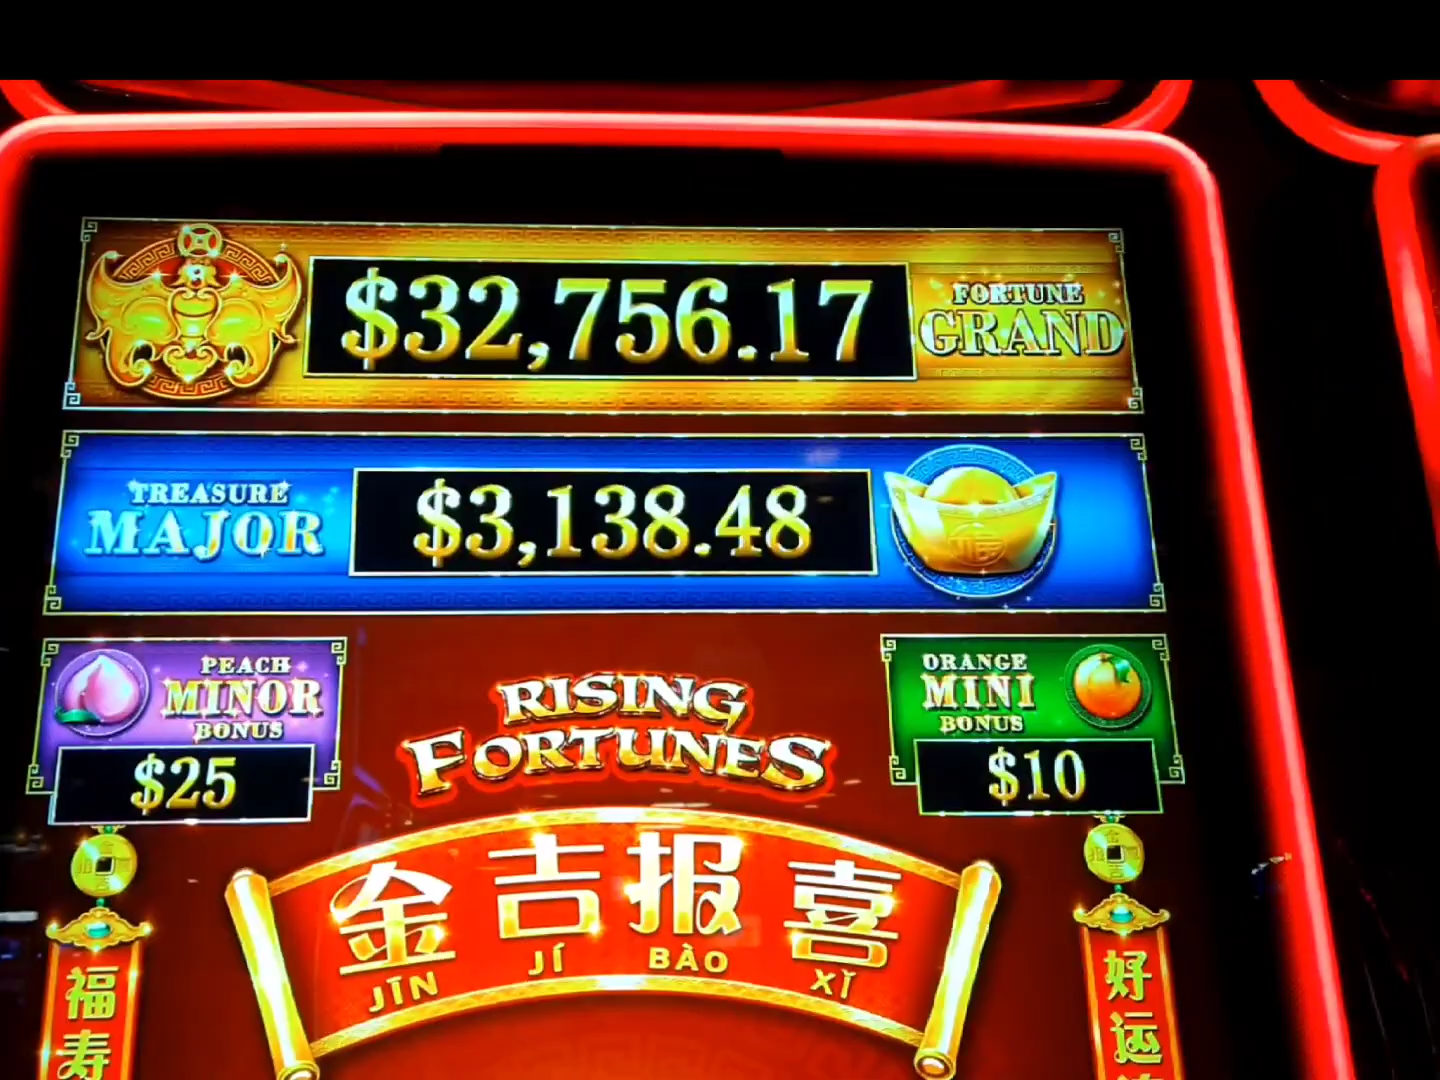 $32,756.17
FORTUNE
GRAND
TREASURE
MAJOR
$3,138.48
PEACH
MINOR
BONUS
$25
RISING
FORTUNES
ORANGE
MINI
BONUS
$10
金吉报喜
JĪN JÍ BÀO XǏ
福寿
好运